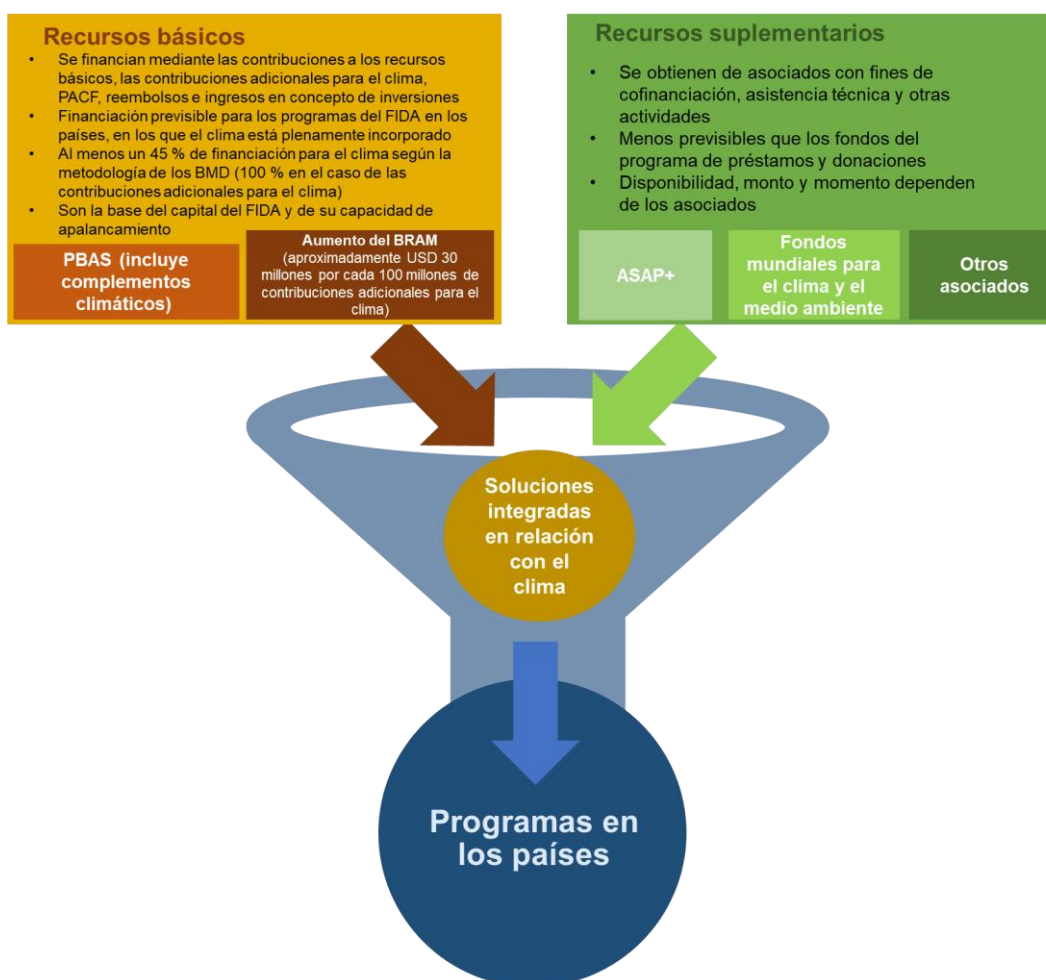 Recursos básicos
• Se financian mediante las contribuciones a los recursos
básicos, las contribuciones adicionales para el clima,
PACF, reembolsos e ingresos en concepto de inversiones
• Financiación previsible para los programas del FIDA en los
países, en los que el clima está plenamente incorporado
• Al menos un 45 % de financiación para el clima según la
metodología de los BMD (100 % en el caso de las
contribuciones adicionales para el clima)
• Son la base del capital del FIDA y de su capacidad de
apalancamiento
PBAS (incluye
complementos
climáticos)
Aumento del BRAM
(aproximadamente USD 30
millones por cada 100 millones de
contribuciones adicionales para el
clima)
Recursos suplementarios
• Se obtienen de asociados con fines de
cofinanciación, asistencia técnica y otras
actividades
• Menos previsibles que los fondos del
programa de préstamos y donaciones
• Disponibilidad, monto y momento dependen
de los asociados
ASAP+
Fondos
mundiales para
el clima y el
medio ambiente
Otros
asociados
Soluciones
integradas
en relación
con el
clima
Programas en
los países